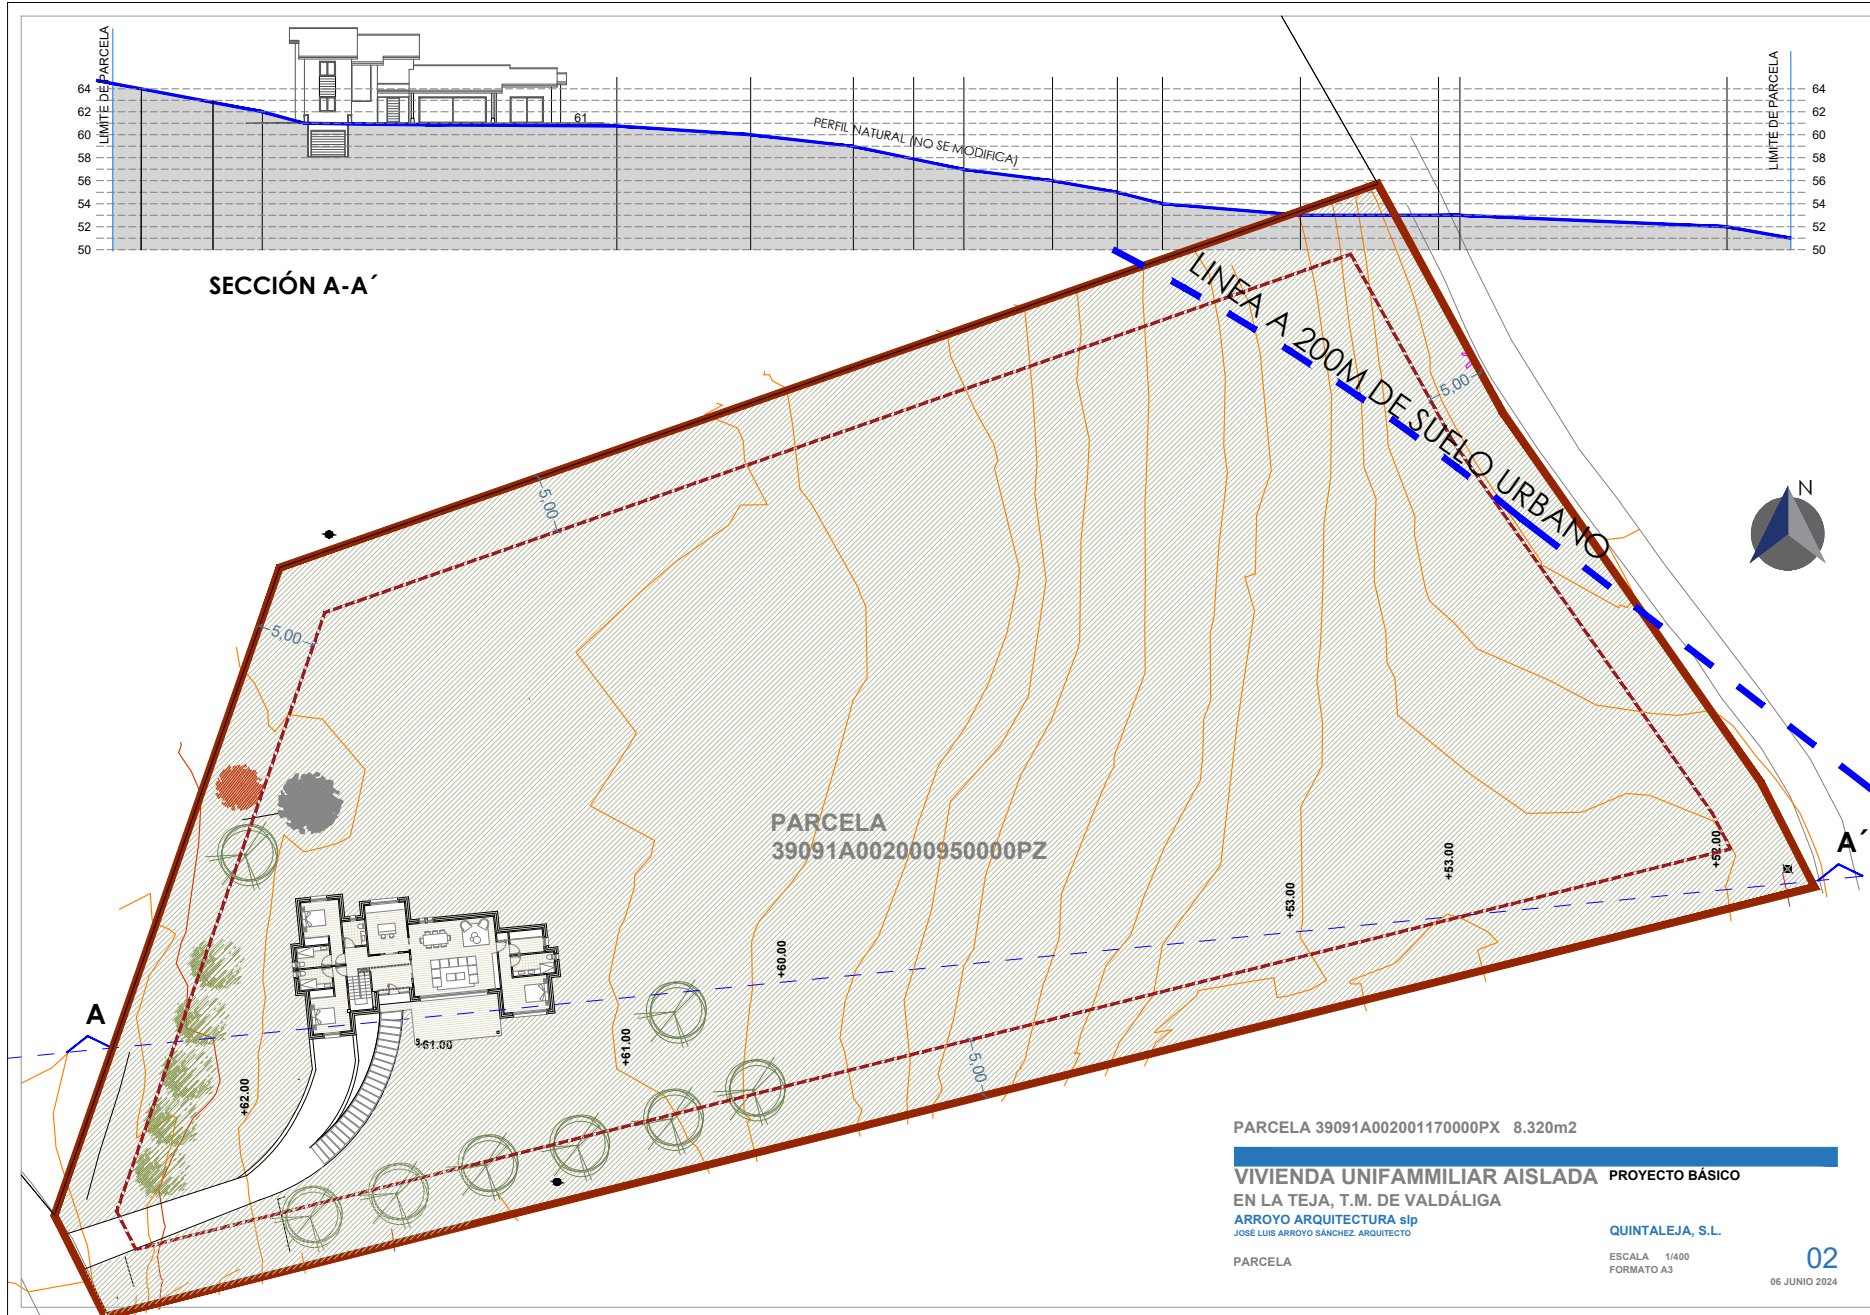 LIMITE DE PARCELA
64
62
60
58
56
54
52
50
61
PERFIL NATURAL (NO SE MODIFICA)
LIMITE DE PARCELA
64
62
60
58
56
54
52
50
SECCIÓN A-A´
LINEA A 200M DE SUELO URBANO
5,00
N
5,00
5,00
PARCELA
39091A002000950000PZ
+52.00
+53.00
+53.00
+60.00
+61.00
+61.00
+62.00
A
A´
5,00
PARCELA 39091A002001170000PX 8.320m2
VIVIENDA UNIFAMMILIAR AISLADA PROYECTO BÁSICO
EN LA TEJA, T.M. DE VALDÁLIGA
ARROYO ARQUITECTURA slp
JOSÉ LUIS ARROYO SÁNCHEZ. ARQUITECTO
QUINTALEJA, S.L.
PARCELA
ESCALA 1/400
FORMATO A3
02
06 JUNIO 2024